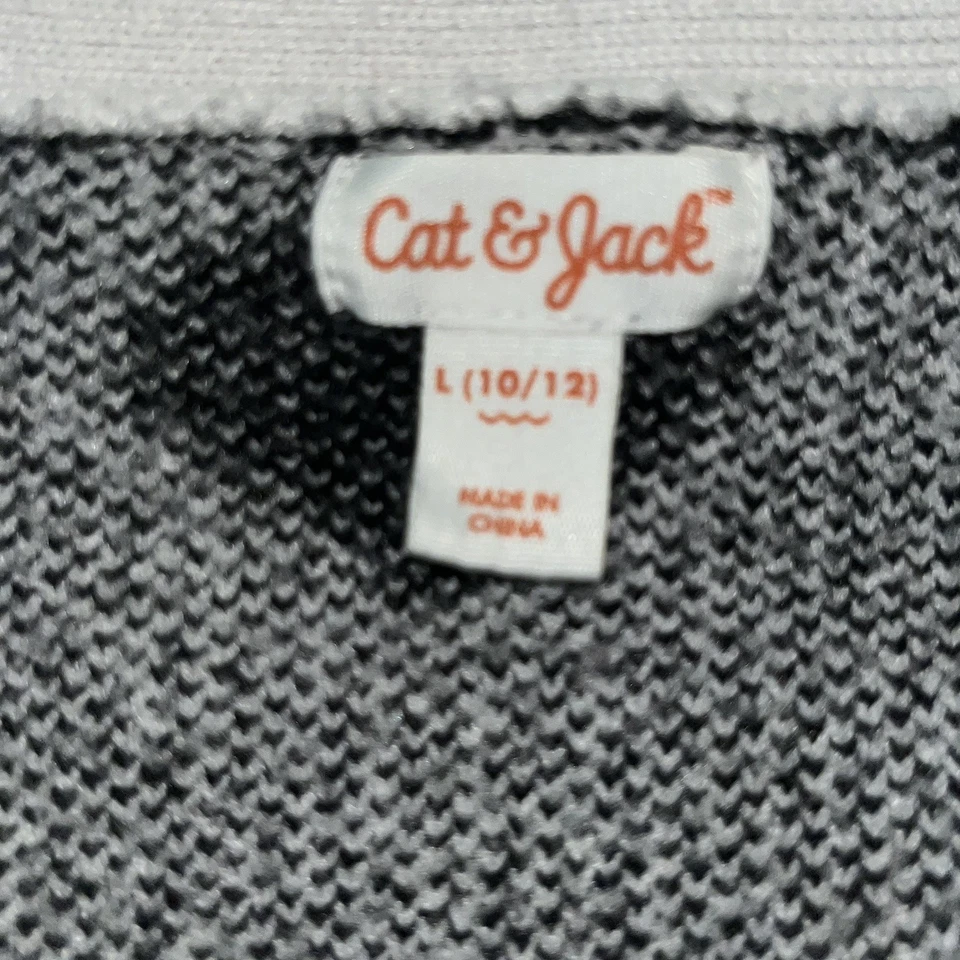 Cat & Jack™
L (10/12)
MADE IN
CHINA